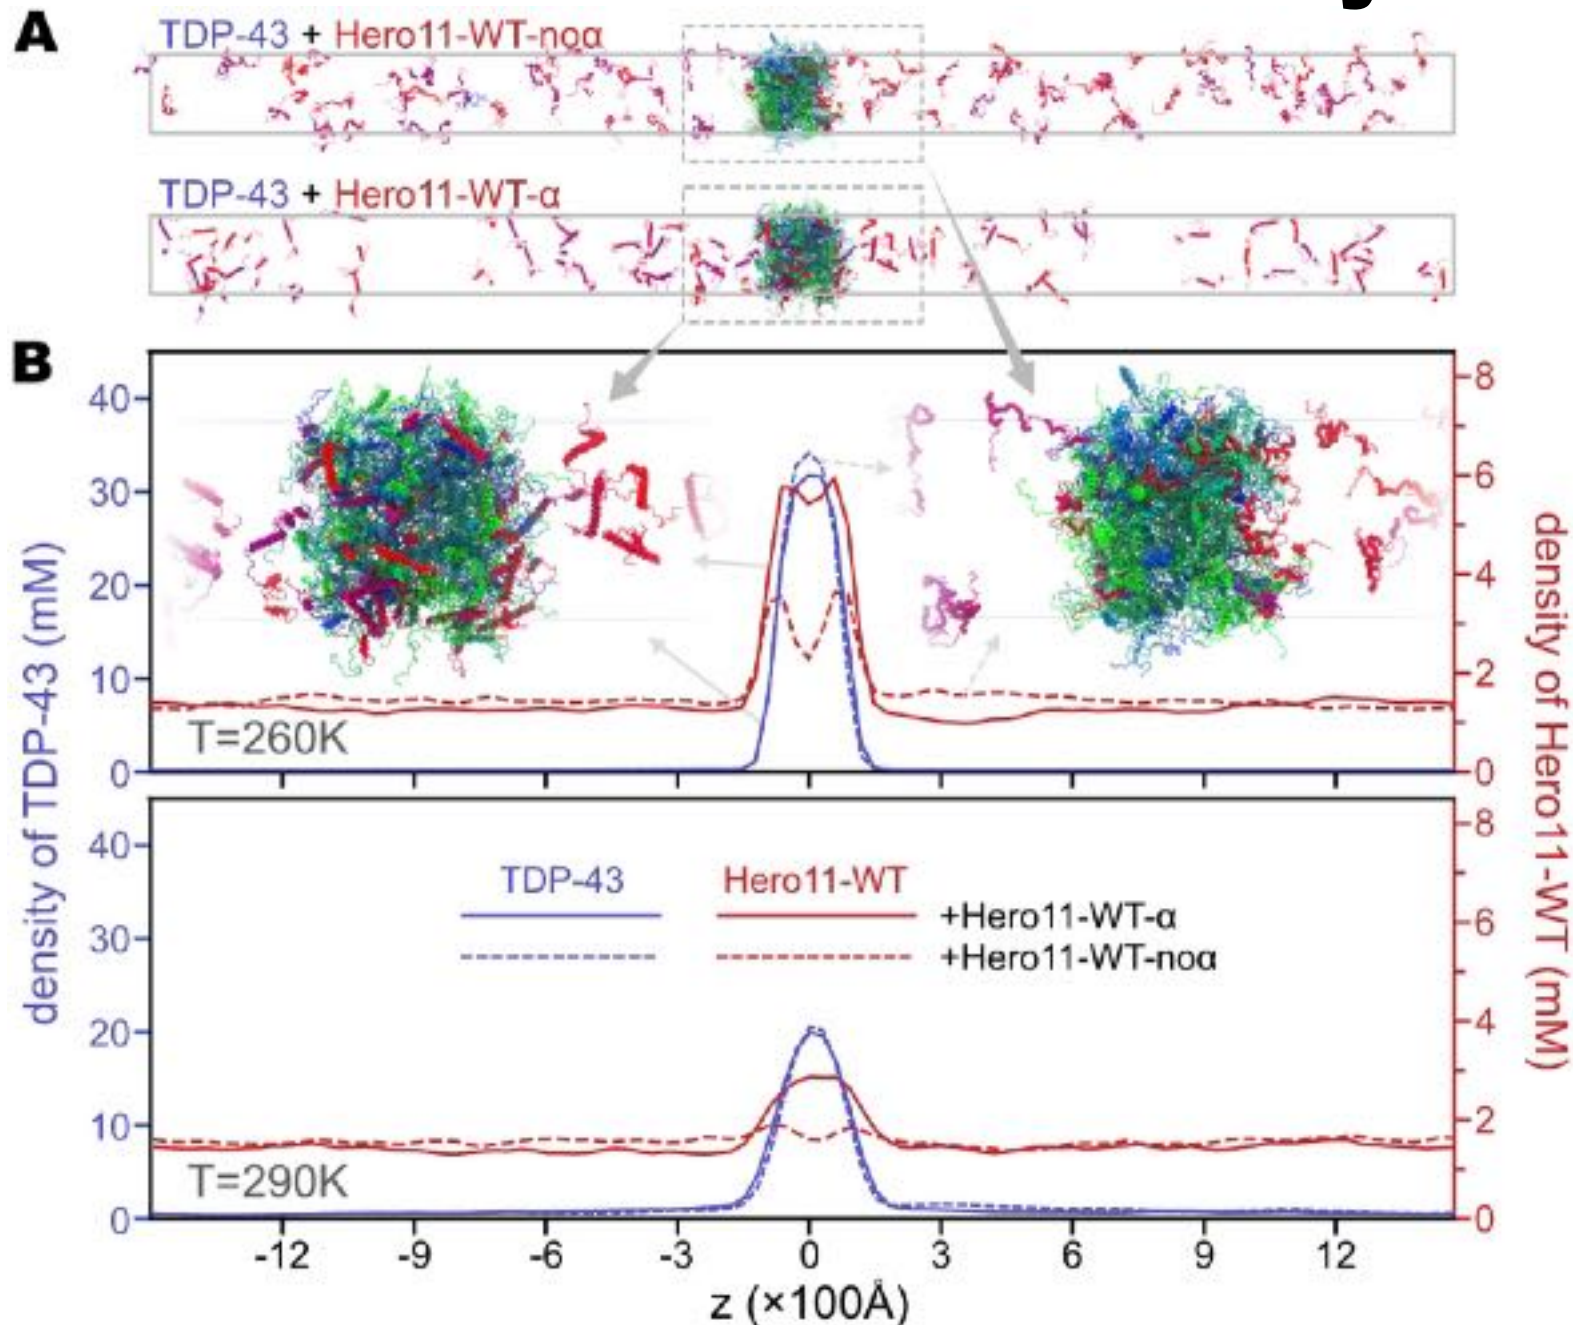 A
TDP-43 + Hero11-WT-noα
TDP-43 + Hero11-WT-α
B
density of TDP-43 (mM)
40
30
20
10
0
T=260K
8
6
4
2
0
density of Hero11-WT (mM)
40
30
20
10
0
TDP-43 Hero11-WT
+Hero11-WT-α
+Hero11-WT-noα
T=290K
8
6
4
2
0
-12 -9 -6 -3 0 3 6 9 12
z (×100Å)